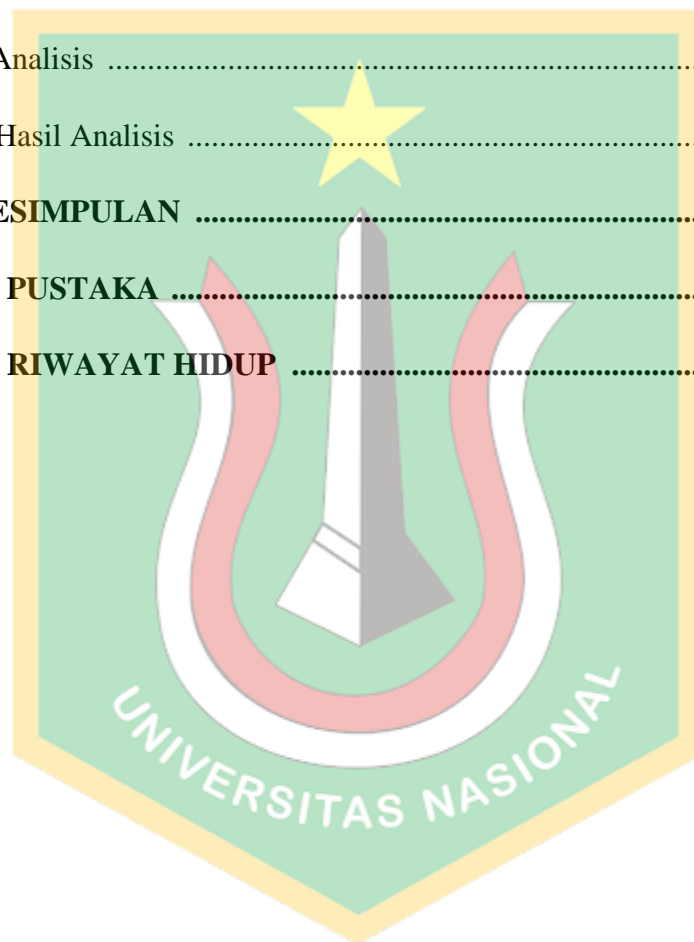 Analisis ........................................................................
Hasil Analisis ..............................................................
ESIMPULAN ..............................................................
PUSTAKA .................................................................
RIWAYAT HIDUP ..................................................
UNIVERSITAS NASIONAL